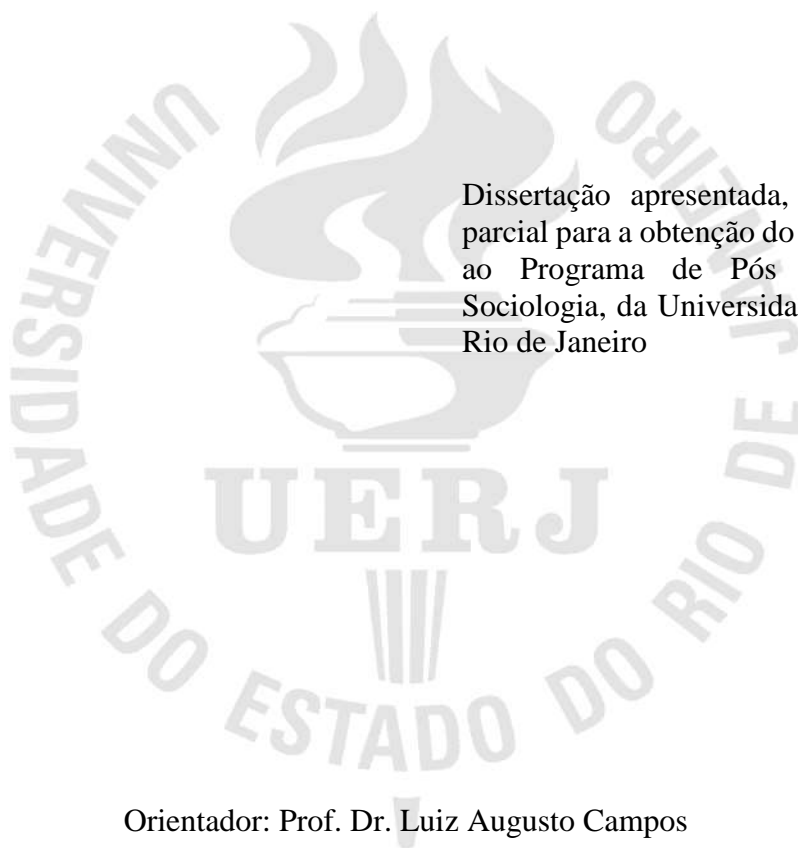 UNIVERSIDADE DO ESTADO DO RIO DE JANEIRO
UERJ
Dissertação apresentada,
parcial para a obtenção do
ao Programa de Pós
Sociologia, da Universida
Rio de Janeiro
Orientador: Prof. Dr. Luiz Augusto Campos